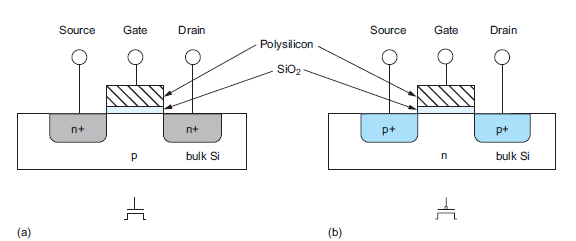 Source Gate Drain
Source Gate Drain
Polysilicon
SiO2
n+ n+
p bulk Si
p+ p+
n bulk Si
(a)
(b)